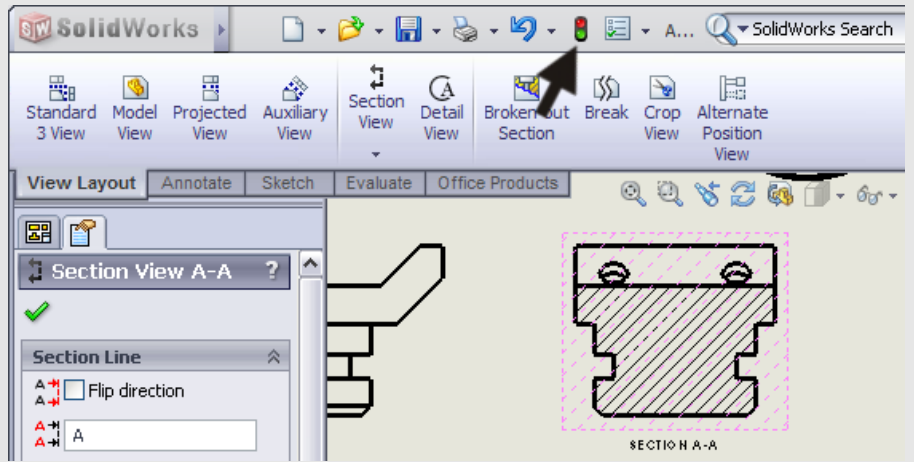 SW SolidWorks A... SolidWorks Search
Standard 3 View
Model View
Projected View
Auxiliary View
Section View
A Detail View
Broken-out Section
Break
Crop View
Alternate Position View
View Layout Annotate Sketch Evaluate Office Products
Section View A-A ?
Section Line
A A Flip direction
A A A
SECTION A-A